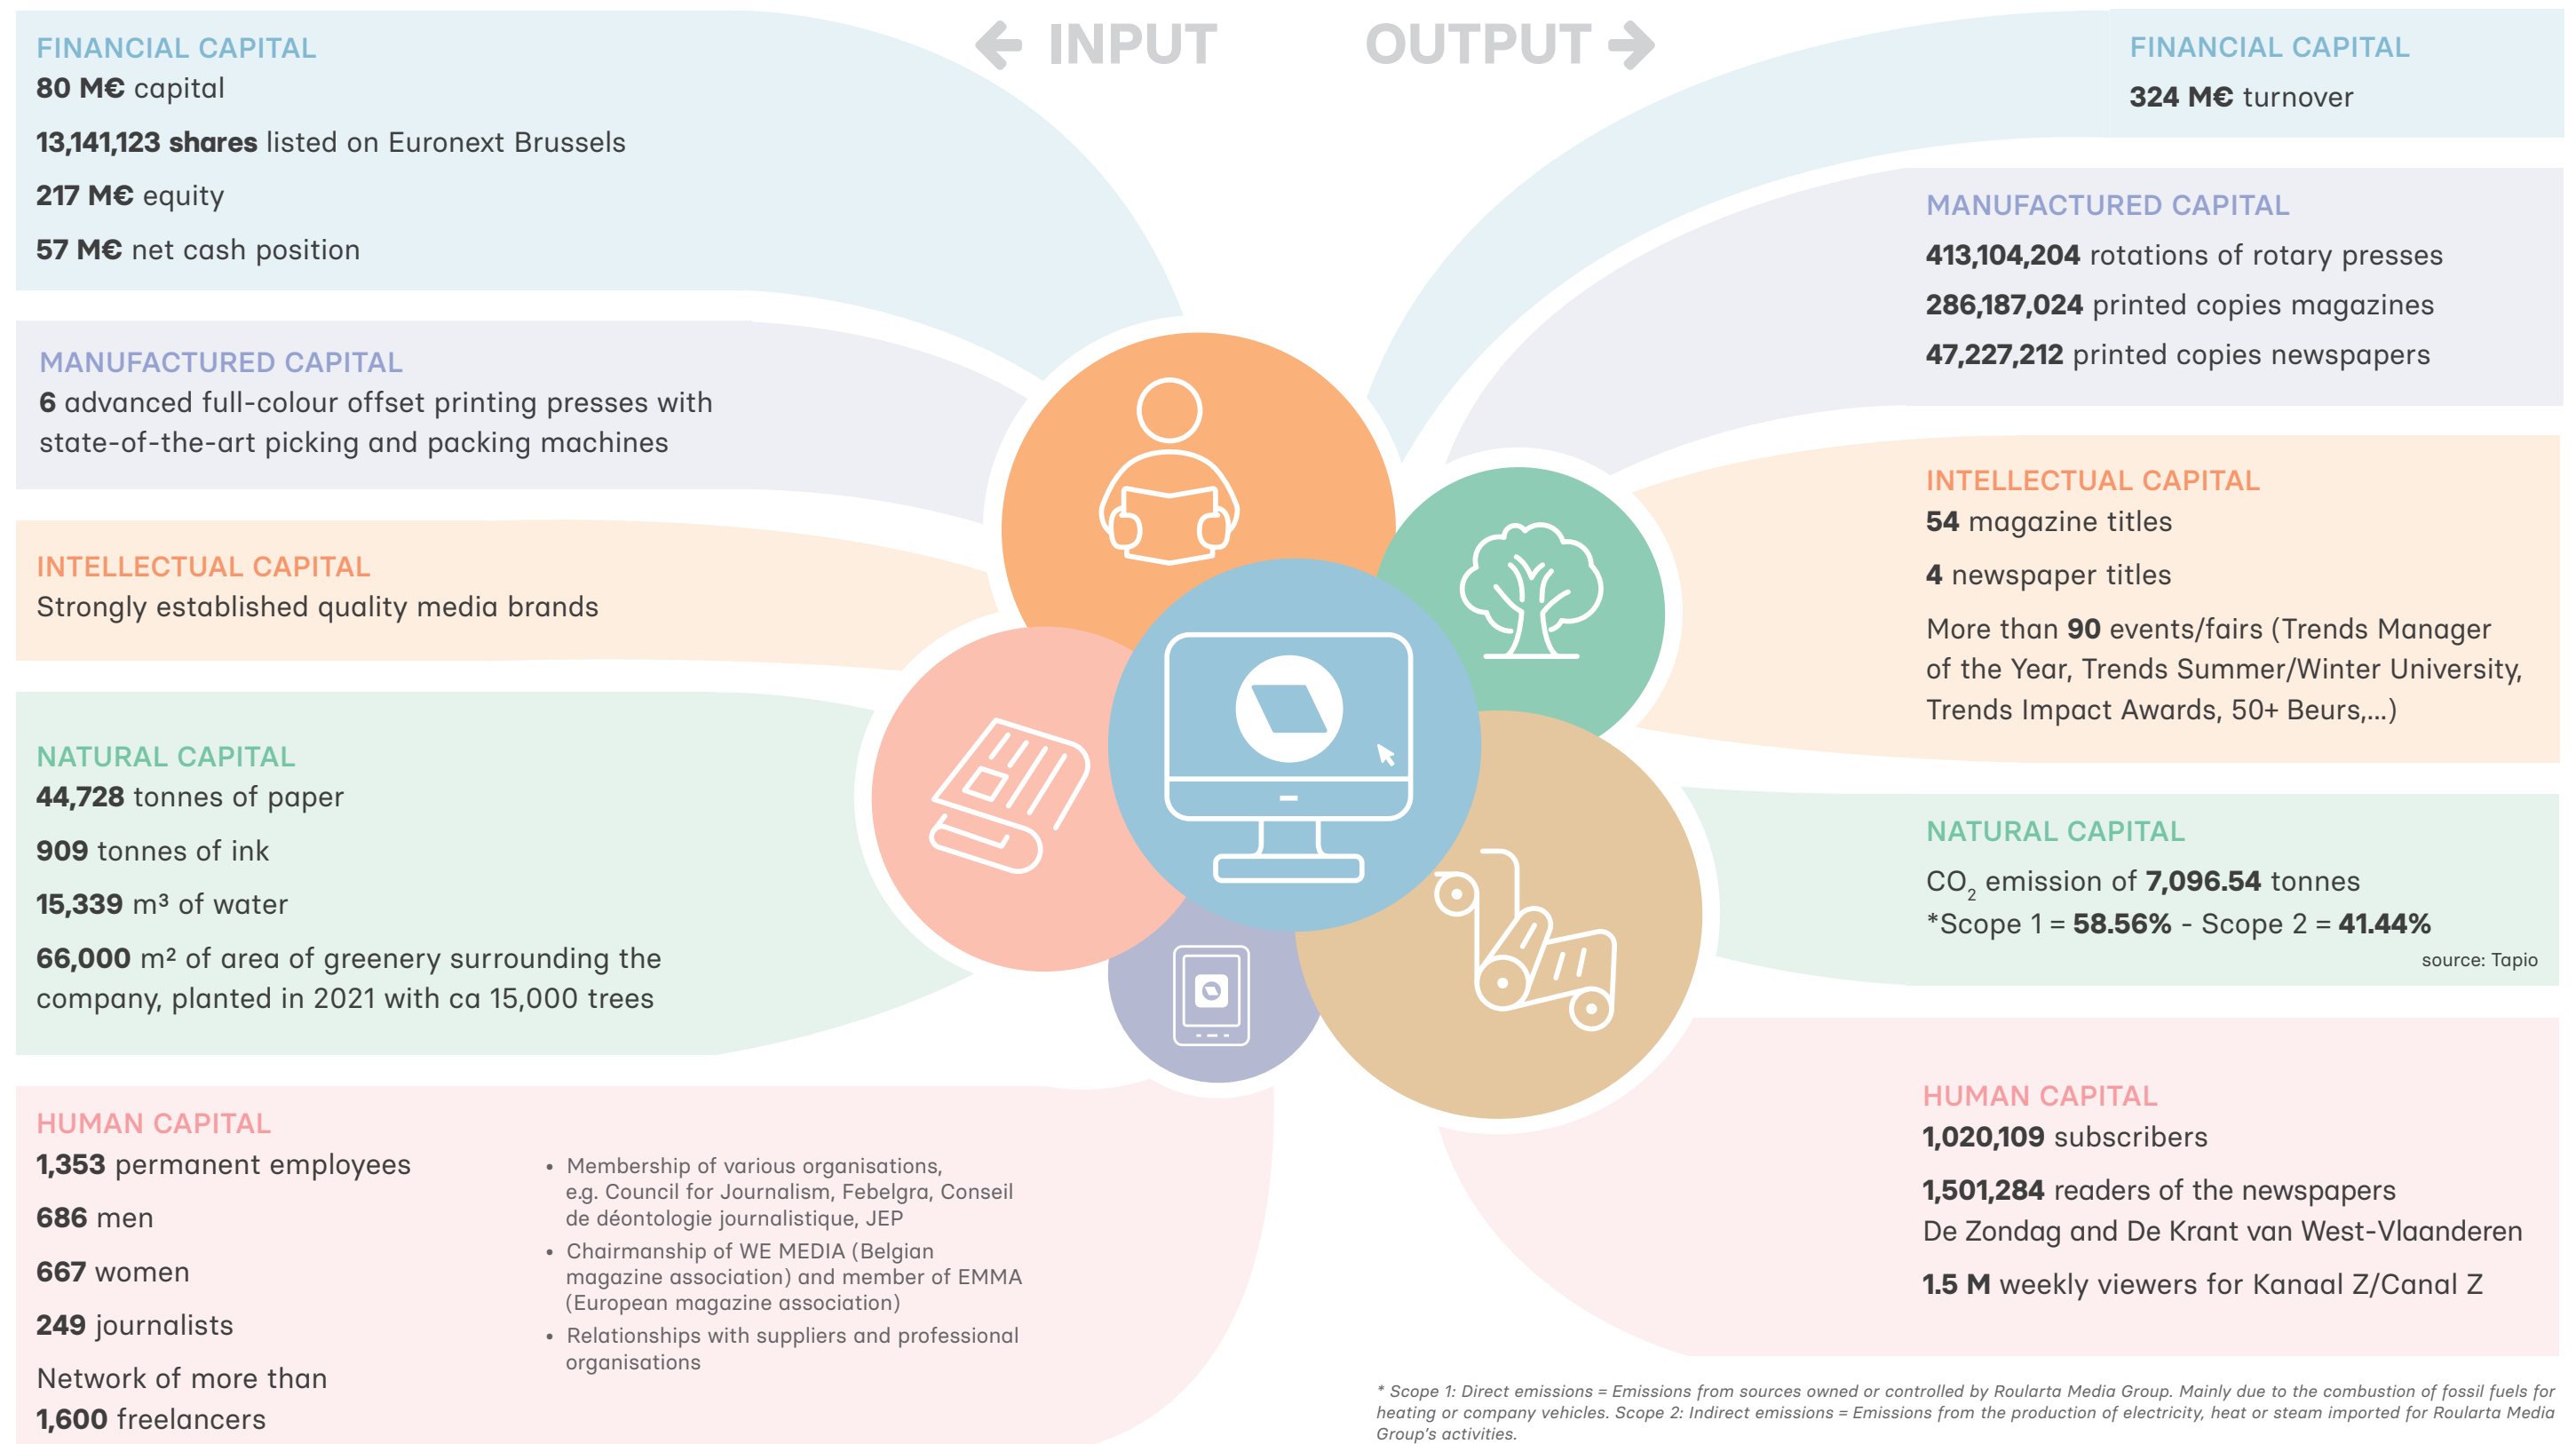 INPUT
OUTPUT
FINANCIAL CAPITAL
80 M€ capital
13,141,123 shares listed on Euronext Brussels
217 M€ equity
57 M€ net cash position
MANUFACTURED CAPITAL
6 advanced full-colour offset printing presses with
state-of-the-art picking and packing machines
INTELLECTUAL CAPITAL
Strongly established quality media brands
NATURAL CAPITAL
44,728 tonnes of paper
909 tonnes of ink
15,339 m³ of water
66,000 m² of area of greenery surrounding the
company, planted in 2021 with ca 15,000 trees
HUMAN CAPITAL
1,353 permanent employees
686 men
667 women
249 journalists
Network of more than
1,600 freelancers
• Membership of various organisations,
e.g. Council for Journalism, Febelgra, Conseil
de déontologie journalistique, JEP
• Chairmanship of WE MEDIA (Belgian
magazine association) and member of EMMA
(European magazine association)
• Relationships with suppliers and professional
organisations
FINANCIAL CAPITAL
324 M€ turnover
MANUFACTURED CAPITAL
413,104,204 rotations of rotary presses
286,187,024 printed copies magazines
47,227,212 printed copies newspapers
INTELLECTUAL CAPITAL
54 magazine titles
4 newspaper titles
More than 90 events/fairs (Trends Manager
of the Year, Trends Summer/Winter University,
Trends Impact Awards, 50+ Beurs,...)
NATURAL CAPITAL
CO₂ emission of 7,096.54 tonnes
*Scope 1 = 58.56% - Scope 2 = 41.44%
source: Tapio
HUMAN CAPITAL
1,020,109 subscribers
1,501,284 readers of the newspapers
De Zondag and De Krant van West-Vlaanderen
1.5 M weekly viewers for Kanaal Z/Canal Z
* Scope 1: Direct emissions = Emissions from sources owned or controlled by Roularta Media Group. Mainly due to the combustion of fossil fuels for
heating or company vehicles. Scope 2: Indirect emissions = Emissions from the production of electricity, heat or steam imported for Roularta Media
Group's activities.